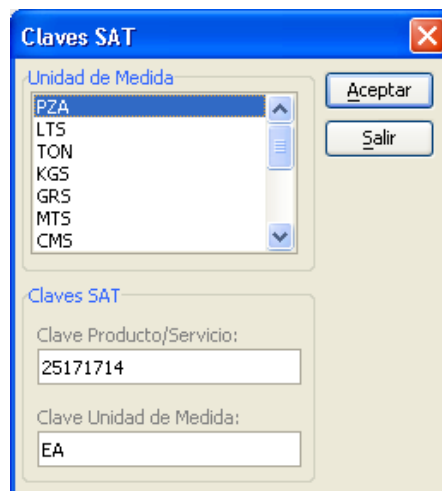 Claves SAT
Unidad de Medida
PZA
LTS
TON
KGS
GRS
MTS
CMS
Aceptar
Salir
Claves SAT
Clave Producto/Servicio:
25171714
Clave Unidad de Medida:
EA